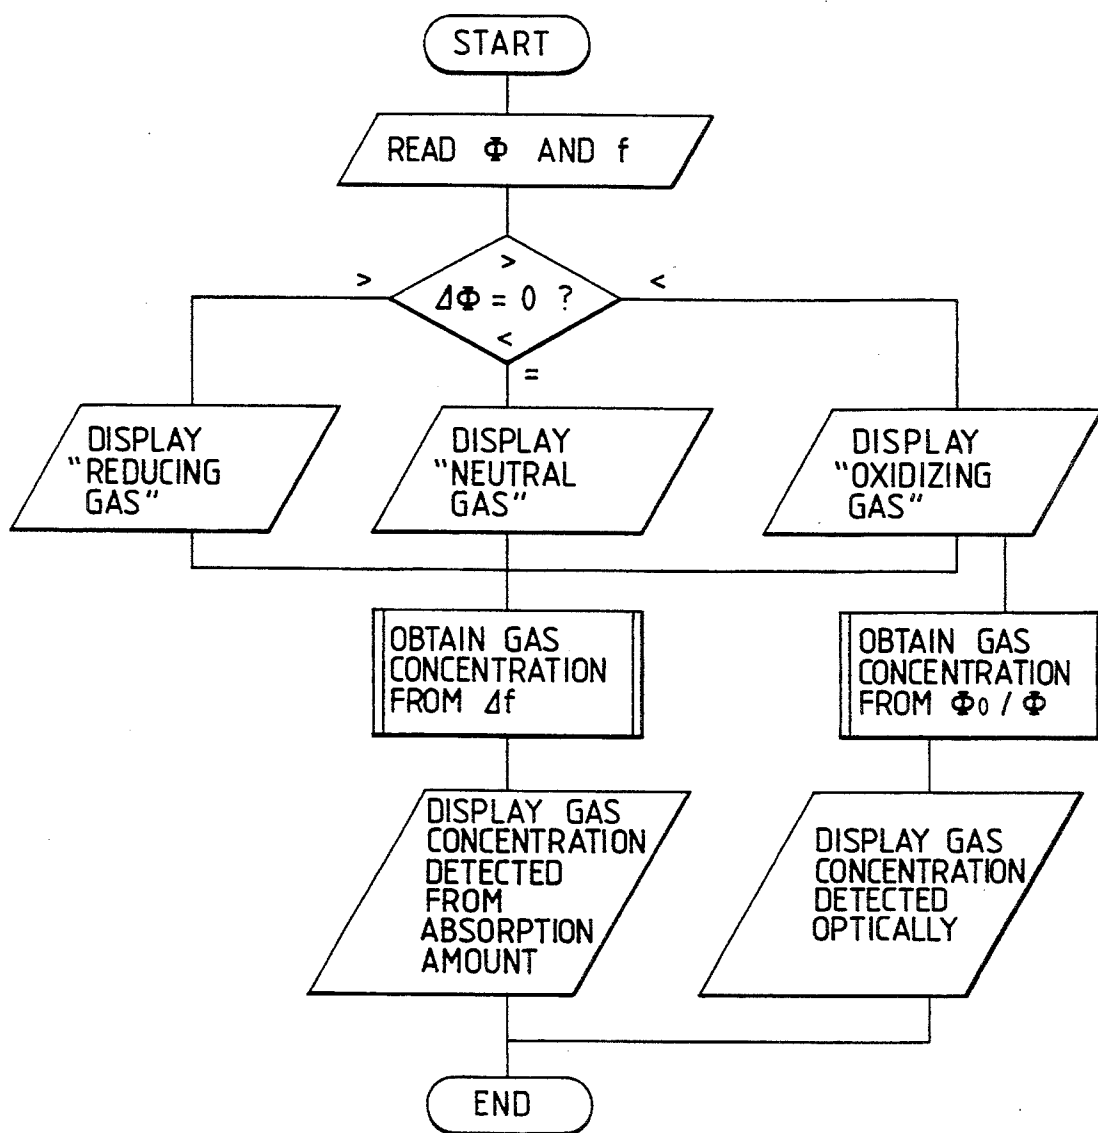 START
READ Φ AND f
>
>
<
ΔΦ = 0 ?
<
=
DISPLAY
"REDUCING
GAS"
DISPLAY
"NEUTRAL
GAS"
DISPLAY
"OXIDIZING
GAS"
OBTAIN GAS
CONCENTRATION
FROM Δf
OBTAIN GAS
CONCENTRATION
FROM Φ0 / Φ
DISPLAY GAS
CONCENTRATION
DETECTED
FROM
ABSORPTION
AMOUNT
DISPLAY GAS
CONCENTRATION
DETECTED
OPTICALLY
END